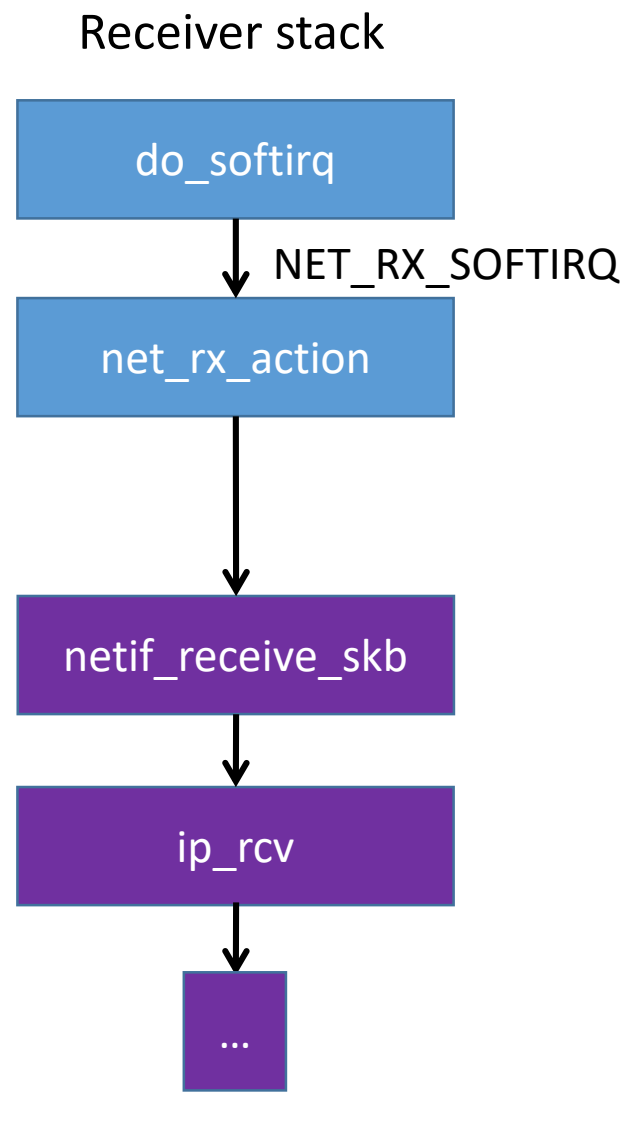 Receiver stack
do_softirq
NET_RX_SOFTIRQ
net_rx_action
netif_receive_skb
ip_rcv
...